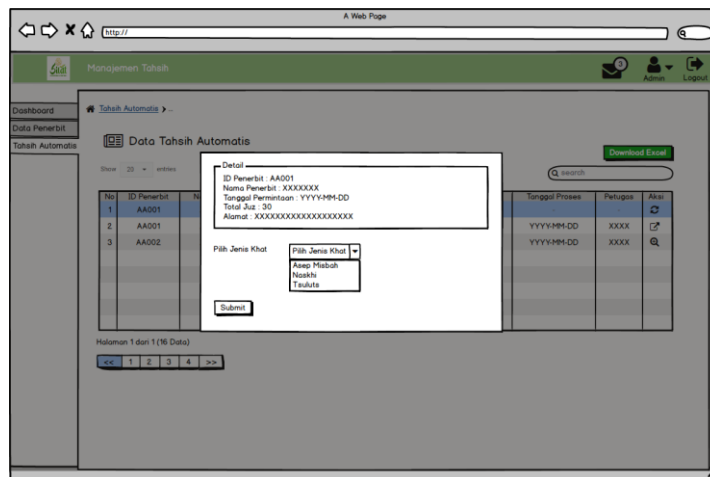 A Web Page
http://
Manajemen Tahsih
3
Admin
Logout
Dashboard
Data Penerbit
Tahsih Automatis
Tahsih Automatis > ...
Data Tahsih Automatis
Download Excel
Show 20 entries
search
No ID Penerbit N Tanggal Proses Petugas Aksi
1 AA001 - -
2 AA001 YYYY-MM-DD XXXX
3 AA002 YYYY-MM-DD XXXX
Detail
ID Penerbit : AA001
Nama Penerbit : XXXXXXX
Tanggal Permintaan : YYYY-MM-DD
Total Juz : 30
Alamat : XXXXXXXXXXXXXXXXXXX
Pilih Jenis Khat Pilih Jenis Khat
Asep Misbah
Naskhi
Tsuluts
Submit
Halaman 1 dari 1 (16 Data)
<< 1 2 3 4 >>